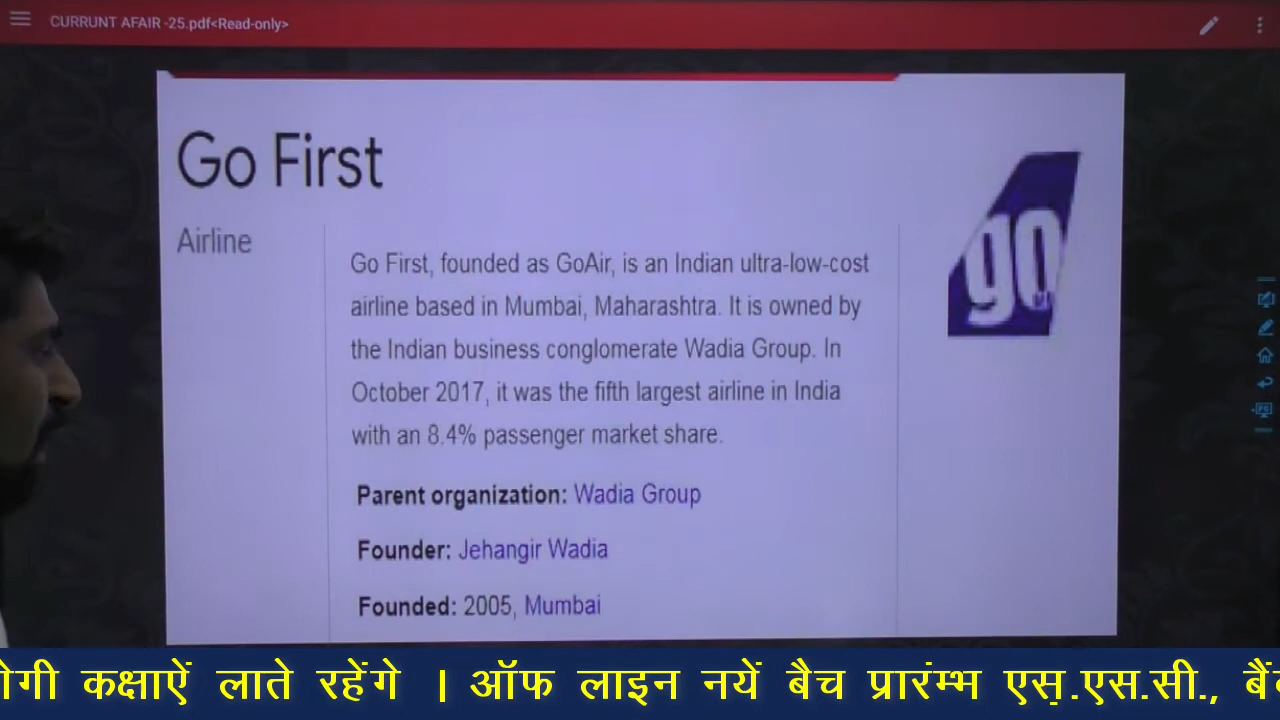 CURRUNT AFAIR -25.pdf<Read-only>
Go First
Airline
Go First, founded as GoAir, is an Indian ultra-low-cost
airline based in Mumbai, Maharashtra. It is owned by
the Indian business conglomerate Wadia Group. In
October 2017, it was the fifth largest airline in India
with an 8.4% passenger market share.
Parent organization: Wadia Group
Founder: Jehangir Wadia
Founded: 2005, Mumbai
go
कक्षाऐं लाते रहेंगे । ऑफ लाइन नयें बैच प्रारंम्भ एस.एस.सी.,